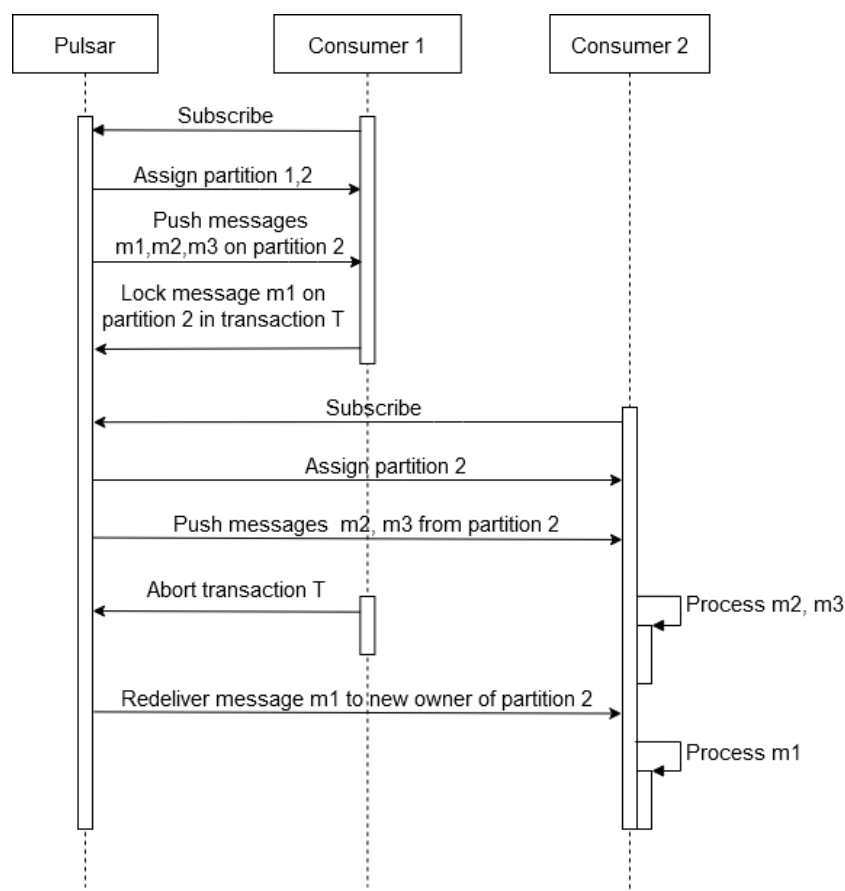 Pulsar
Consumer 1
Consumer 2
Subscribe
Assign partition 1,2
Push messages
m1,m2,m3 on partition 2
Lock message m1 on
partition 2 in transaction T
Subscribe
Assign partition 2
Push messages m2, m3 from partition 2
Abort transaction T
Process m2, m3
Redeliver message m1 to new owner of partition 2
Process m1